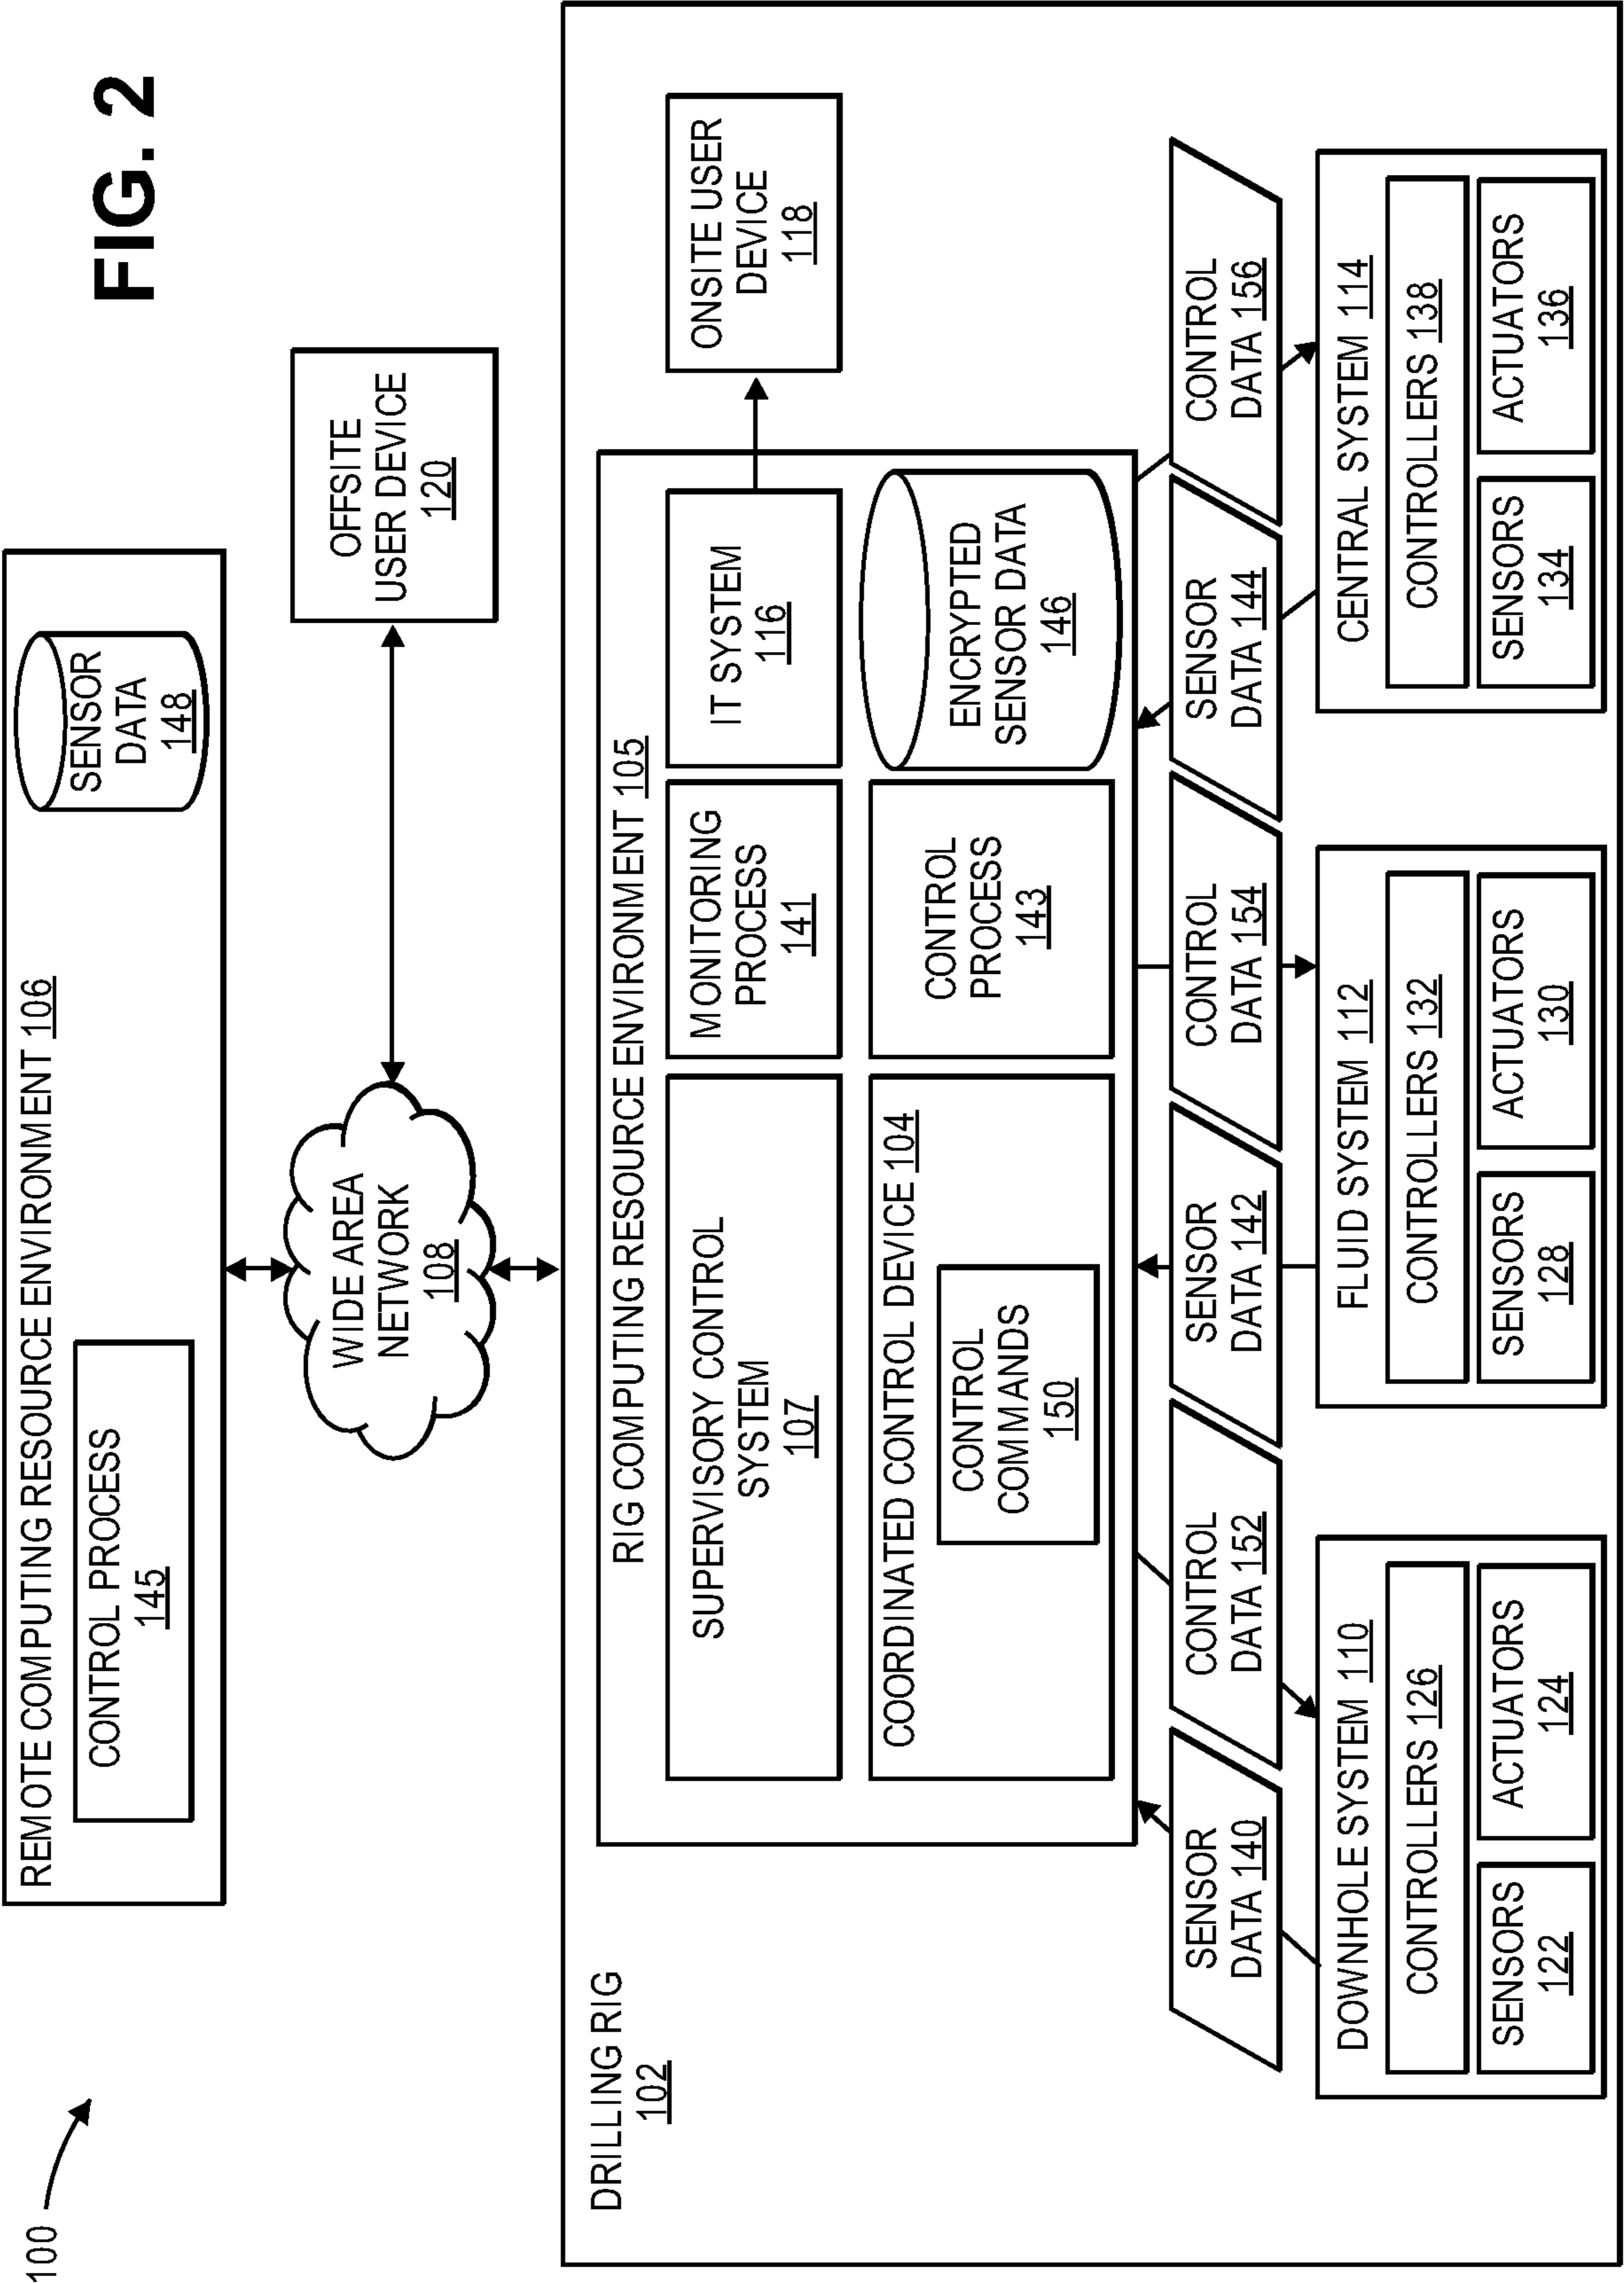 100
FIG. 2
REMOTE COMPUTING RESOURCE ENVIRONMENT 106
CONTROL PROCESS
145
SENSOR
DATA
148
WIDE AREA
NETWORK
108
OFFSITE
USER DEVICE
120
DRILLING RIG
102
RIG COMPUTING RESOURCE ENVIRONMENT 105
SUPERVISORY CONTROL
SYSTEM
107
MONITORING
PROCESS
141
IT SYSTEM
116
ONSITE USER
DEVICE
118
COORDINATED CONTROL DEVICE 104
CONTROL
COMMANDS
150
CONTROL
PROCESS
143
ENCRYPTED
SENSOR DATA
146
SENSOR
DATA 140
CONTROL
DATA 152
SENSOR
DATA 142
CONTROL
DATA 154
SENSOR
DATA 144
CONTROL
DATA 156
DOWNHOLE SYSTEM 110
CONTROLLERS 126
SENSORS
122
ACTUATORS
124
FLUID SYSTEM 112
CONTROLLERS 132
SENSORS
128
ACTUATORS
130
CENTRAL SYSTEM 114
CONTROLLERS 138
SENSORS
134
ACTUATORS
136